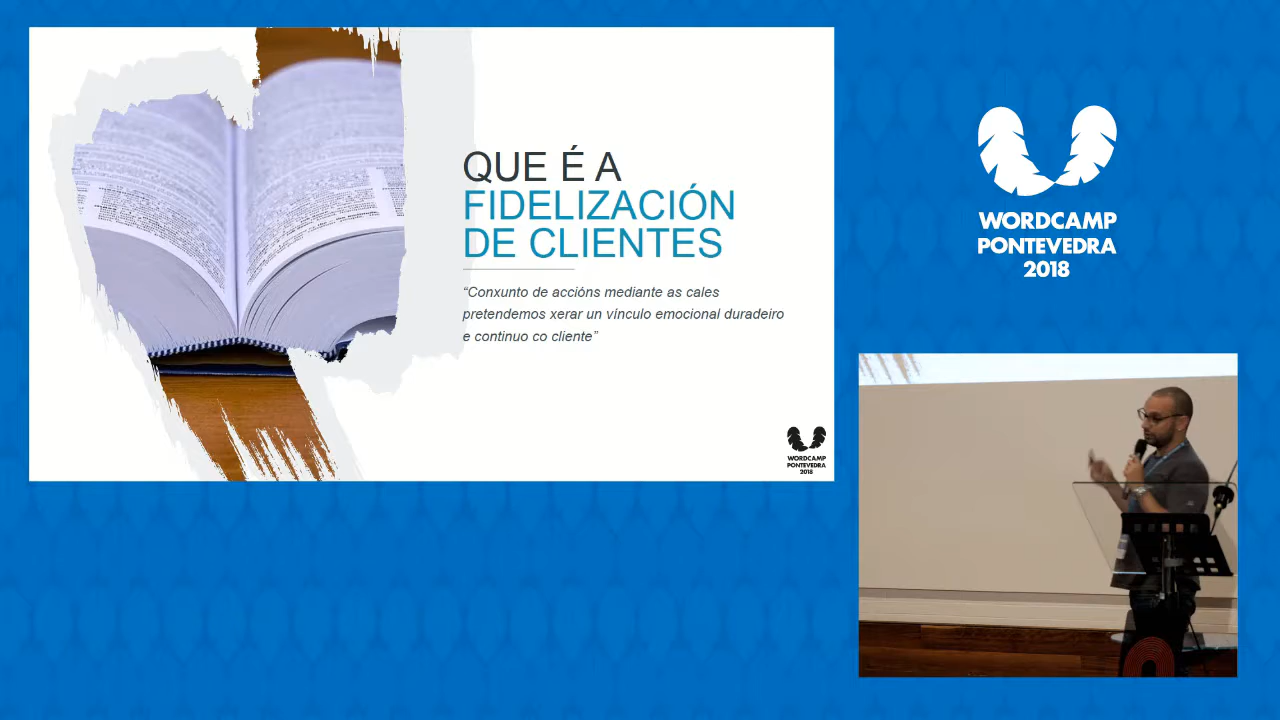 QUE É A
FIDELIZACIÓN
DE CLIENTES
“Conxunto de accións mediante as cales
pretendemos xerar un vínculo emocional duradeiro
e continuo co cliente”
WORDCAMP
PONTEVEDRA
2018
WORDCAMP
PONTEVEDRA
2018